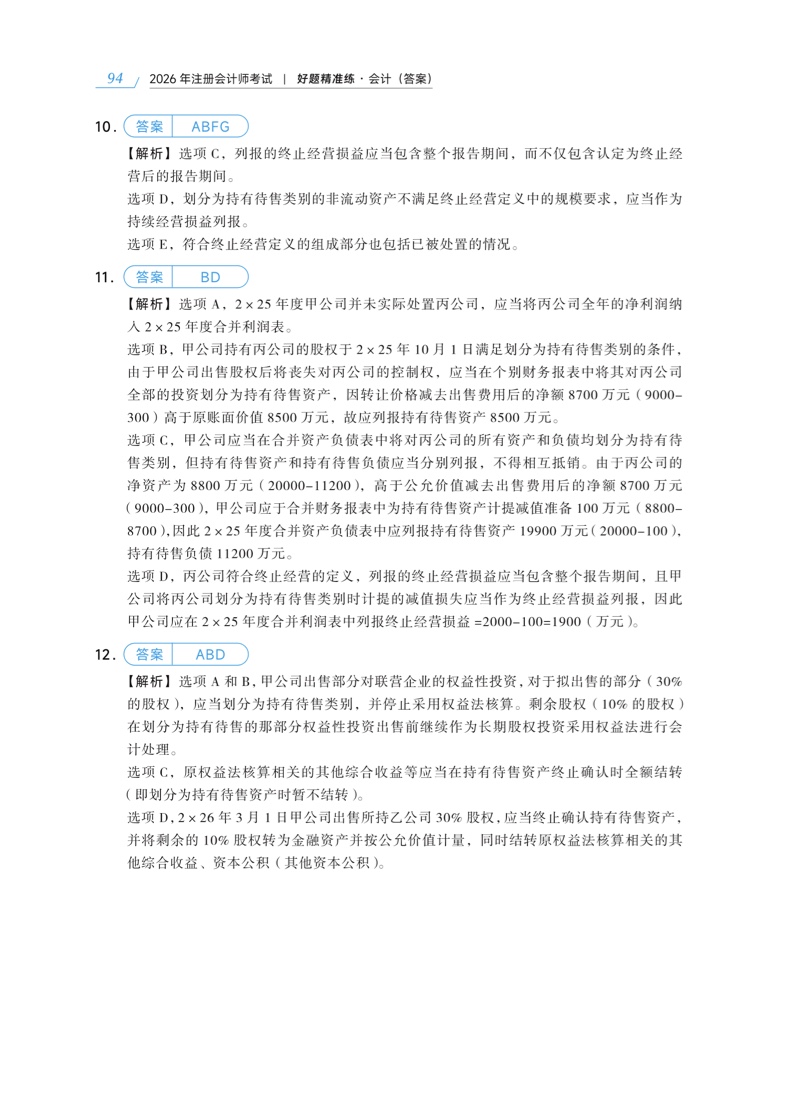 94 2026 年注册会计师考试 | 好题精准练 · 会计（答案）
10. 答案 ABFG
【解析】选项 C，列报的终止经营损益应当包含整个报告期间，而不仅包含认定为终止经
营后的报告期间。
选项 D，划分为持有待售类别的非流动资产不满足终止经营定义中的规模要求，应当作为
持续经营损益列报。
选项 E，符合终止经营定义的组成部分也包括已被处置的情况。
11. 答案 BD
【解析】选项 A，2×25 年度甲公司并未实际处置丙公司，应当将丙公司全年的净利润纳
入 2×25 年度合并利润表。
选项 B，甲公司持有丙公司的股权于 2×25 年 10 月 1 日满足划分为持有待售类别的条件，
由于甲公司出售股权后将丧失对丙公司的控制权，应当在个别财务报表中将其对丙公司
全部的投资划分为持有待售资产，因转让价格减去出售费用后的净额 8700 万元（9000-
300）高于原账面价值 8500 万元，故应列报持有待售资产 8500 万元。
选项 C，甲公司应当在合并资产负债表中将对丙公司的所有资产和负债均划分为持有待
售类别，但持有待售资产和持有待售负债应当分别列报，不得相互抵销。由于丙公司的
净资产为 8800 万元（20000-11200），高于公允价值减去出售费用后的净额 8700 万元
（9000-300），甲公司应于合并财务报表中为持有待售资产计提减值准备 100 万元（8800-
8700），因此 2×25 年度合并资产负债表中应列报持有待售资产 19900 万元（20000-100），
持有待售负债 11200 万元。
选项 D，丙公司符合终止经营的定义，列报的终止经营损益应当包含整个报告期间，且甲
公司将丙公司划分为持有待售类别时计提的减值损失应当作为终止经营损益列报，因此
甲公司应在 2×25 年度合并利润表中列报终止经营损益 =2000-100=1900（万元）。
12. 答案 ABD
【解析】选项 A 和 B，甲公司出售部分对联营企业的权益性投资，对于拟出售的部分（30%
的股权），应当划分为持有待售类别，并停止采用权益法核算。剩余股权（10% 的股权）
在划分为持有待售的那部分权益性投资出售前继续作为长期股权投资采用权益法进行会
计处理。
选项 C，原权益法核算相关的其他综合收益等应当在持有待售资产终止确认时全额结转
（即划分为持有待售资产时暂不结转）。
选项 D，2×26 年 3 月 1 日甲公司出售所持乙公司 30% 股权，应当终止确认持有待售资产，
并将剩余的 10% 股权转为金融资产并按公允价值计量，同时结转原权益法核算相关的其
他综合收益、资本公积（其他资本公积）。